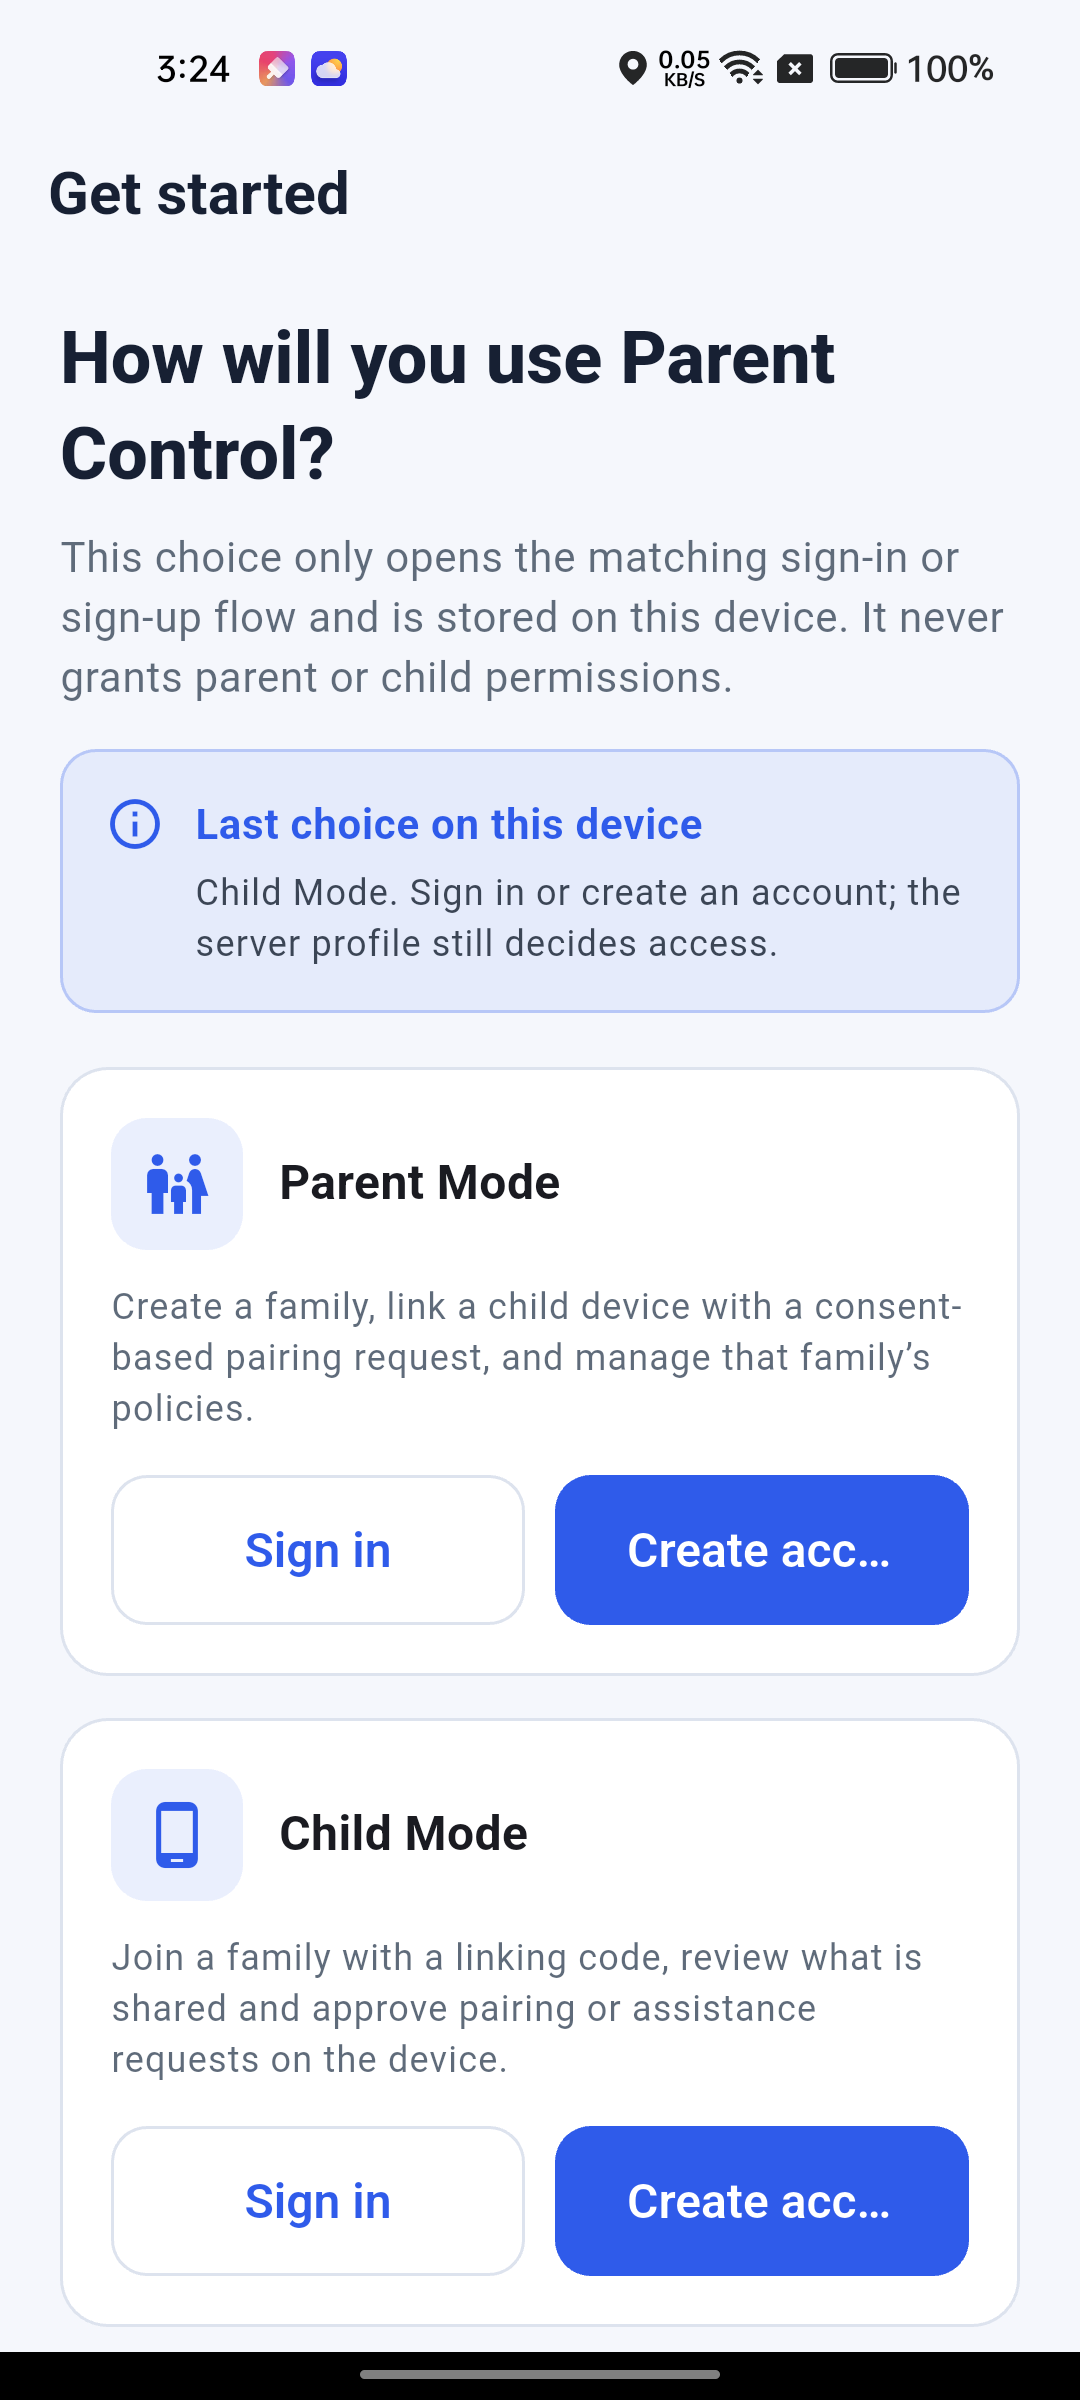 3:24
0.05
KB/S
100%
Get started
How will you use Parent
Control?
This choice only opens the matching sign-in or
sign-up flow and is stored on this device. It never
grants parent or child permissions.
Last choice on this device
Child Mode. Sign in or create an account; the
server profile still decides access.
Parent Mode
Create a family, link a child device with a consent-
based pairing request, and manage that family’s
policies.
Sign in
Create acc...
Child Mode
Join a family with a linking code, review what is
shared and approve pairing or assistance
requests on the device.
Sign in
Create acc...